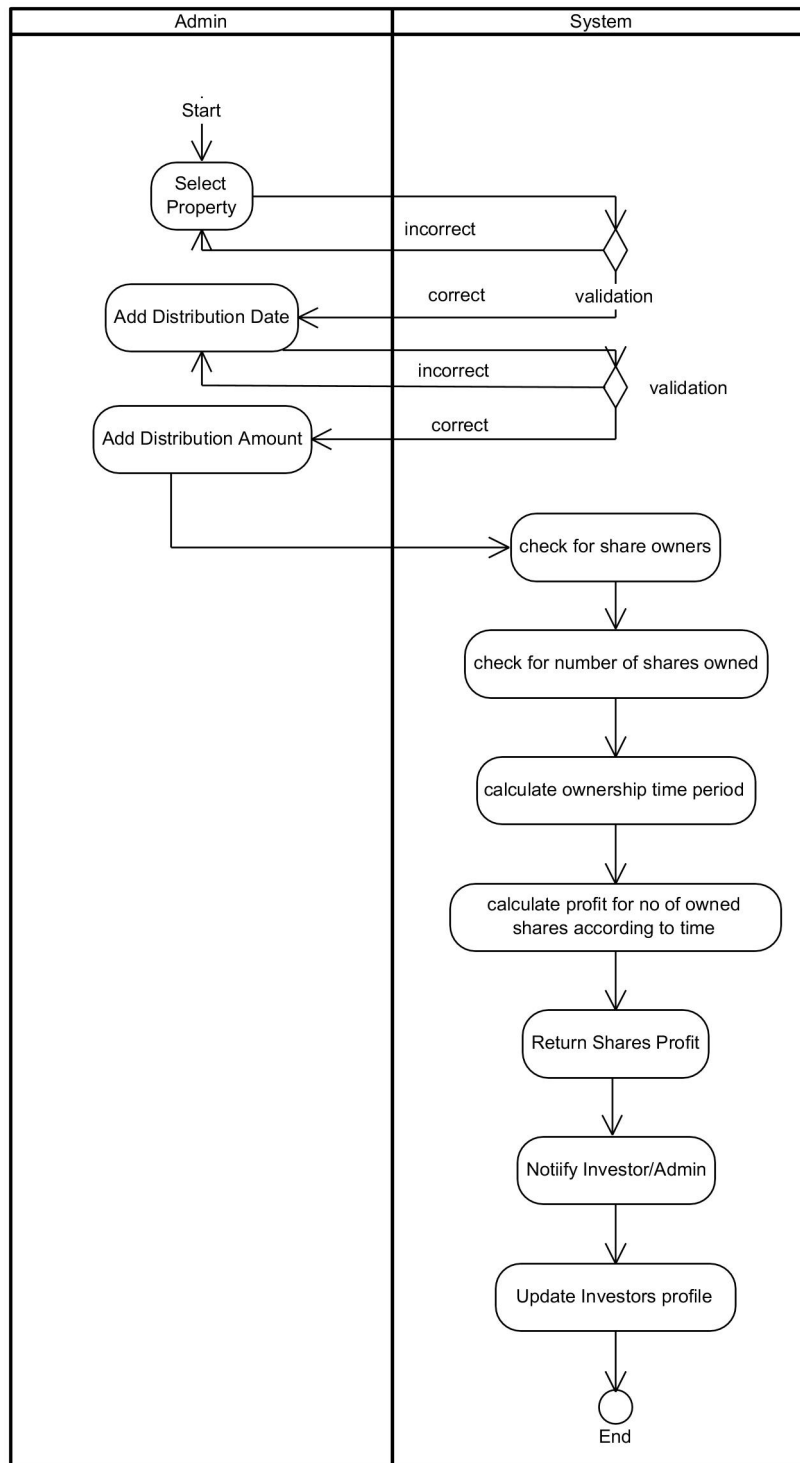 Admin
System
Start
Select
Property
incorrect
correct
validation
Add Distribution Date
incorrect
validation
correct
Add Distribution Amount
check for share owners
check for number of shares owned
calculate ownership time period
calculate profit for no of owned
shares according to time
Return Shares Profit
Notiify Investor/Admin
Update Investors profile
End